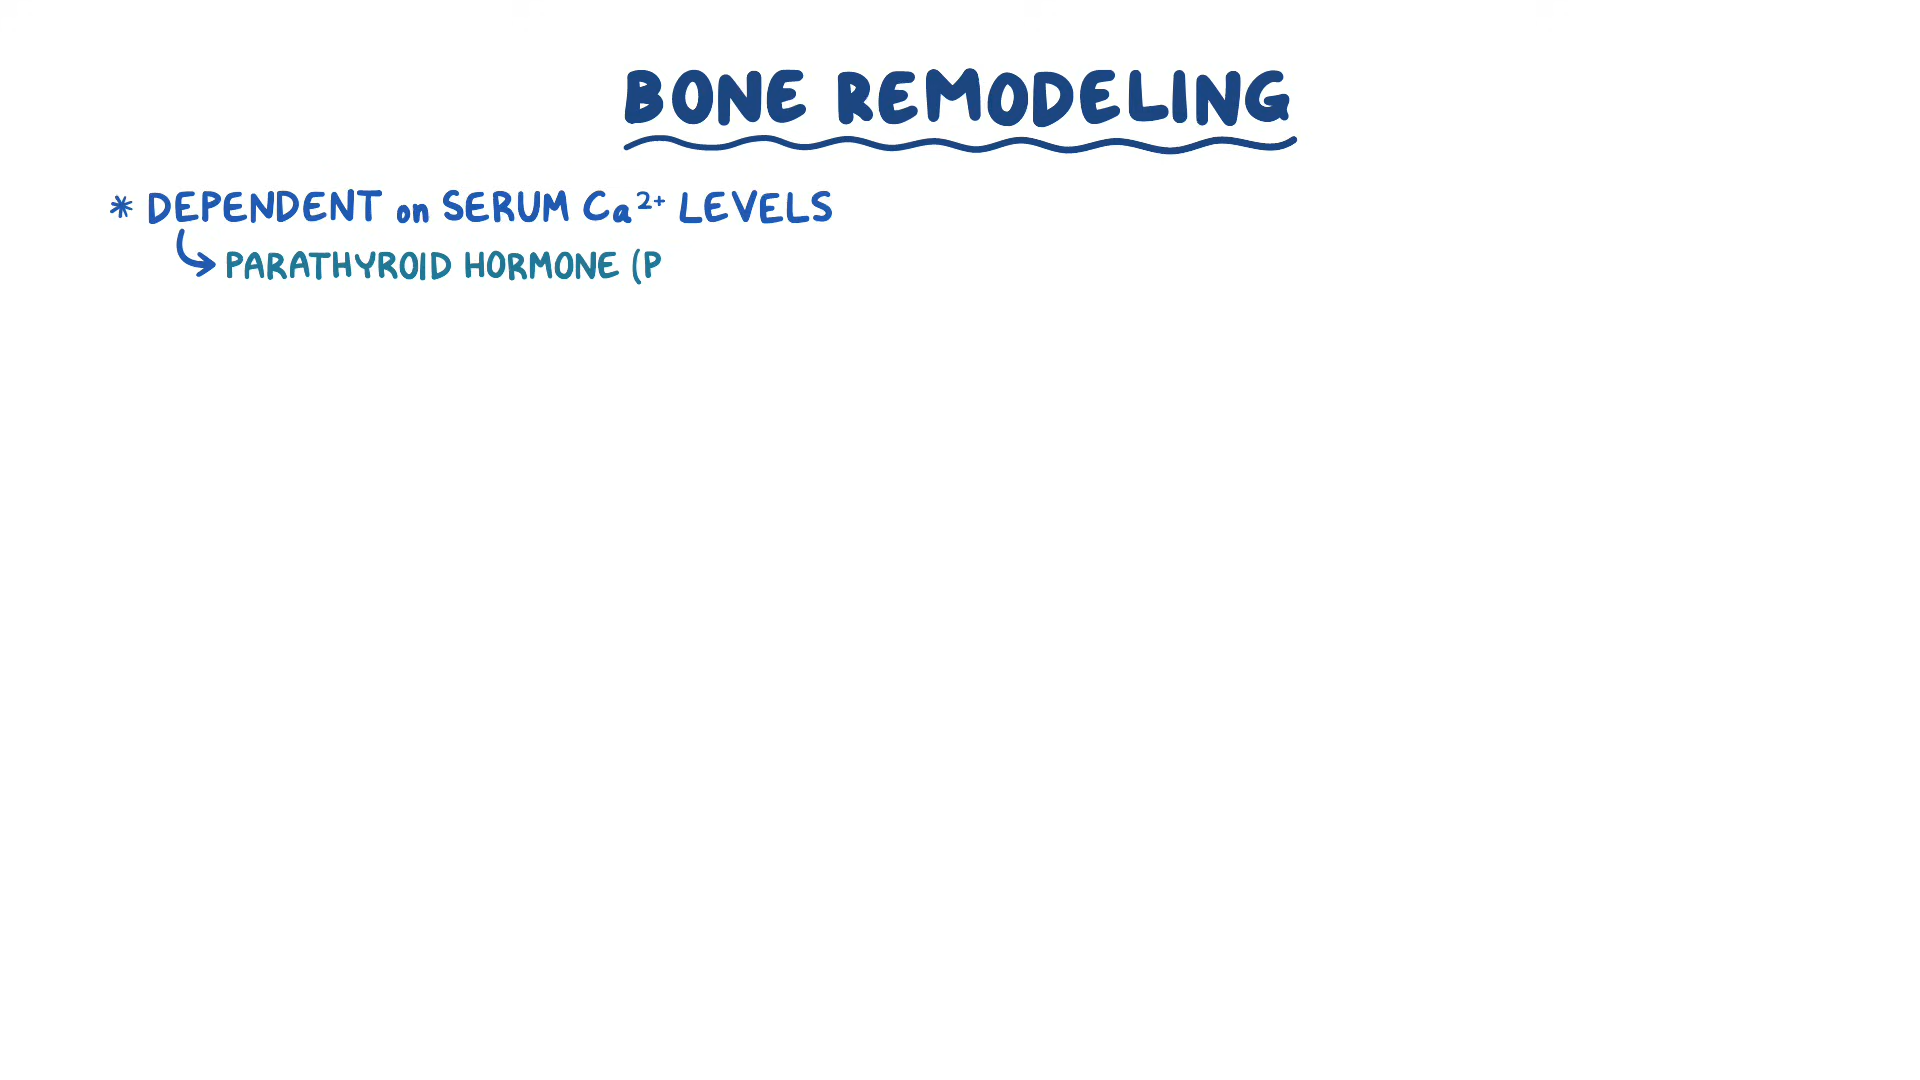 BONE REMODELING
* DEPENDENT on SERUM Ca²⁺ LEVELS
PARATHYROID HORMONE (P